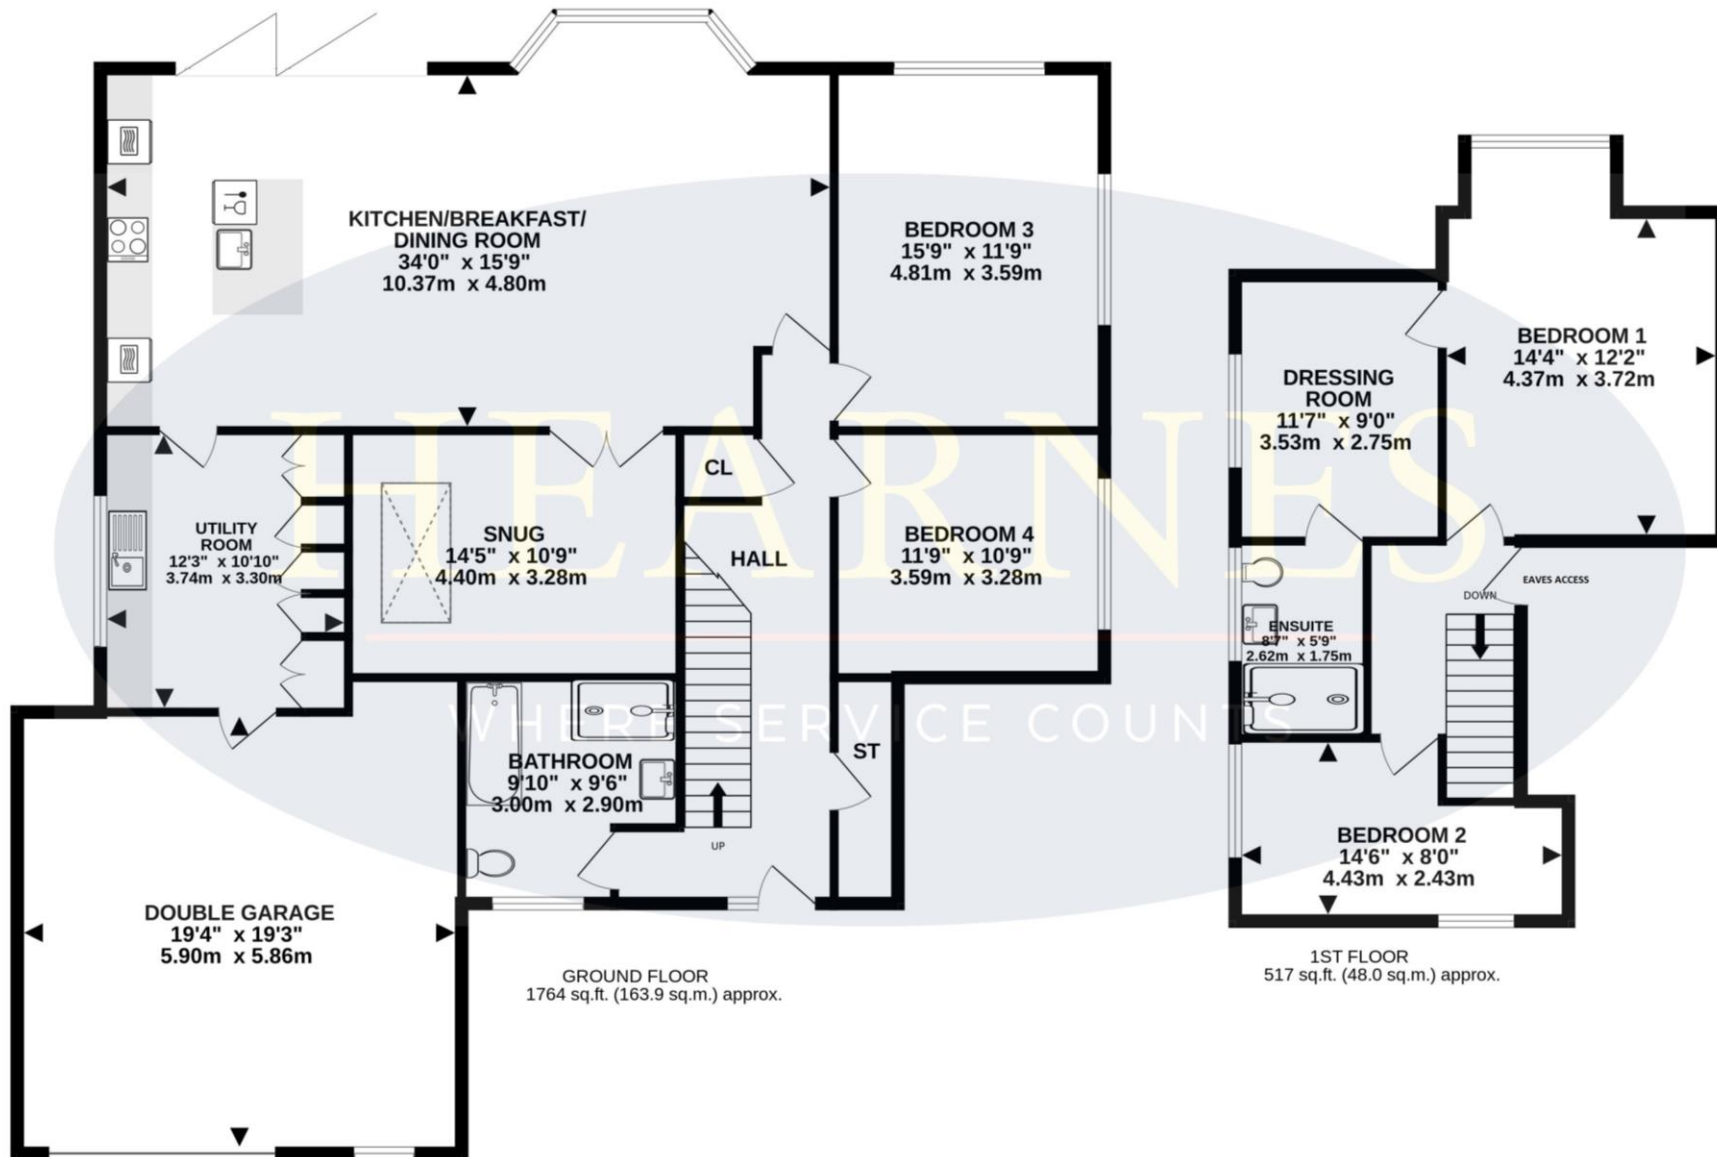 KITCHEN/BREAKFAST/
DINING ROOM
34'0" x 15'9"
10.37m x 4.80m
BEDROOM 3
15'9" x 11'9"
4.81m x 3.59m
UTILITY
ROOM
12'3" x 10'10"
3.74m x 3.30m
SNUG
14'5" x 10'9"
4.40m x 3.28m
CL
HALL
BEDROOM 4
11'9" x 10'9"
3.59m x 3.28m
BATHROOM
9'10" x 9'6"
3.00m x 2.90m
ST
UP
DOUBLE GARAGE
19'4" x 19'3"
5.90m x 5.86m
GROUND FLOOR
1764 sq.ft. (163.9 sq.m.) approx.
BEDROOM 1
14'4" x 12'2"
4.37m x 3.72m
DRESSING
ROOM
11'7" x 9'0"
3.53m x 2.75m
EAVES ACCESS
DOWN
ENSUITE
8'7" x 5'9"
2.62m x 1.75m
BEDROOM 2
14'6" x 8'0"
4.43m x 2.43m
1ST FLOOR
517 sq.ft. (48.0 sq.m.) approx.
HEARNES
WHERE SERVICE COUNTS